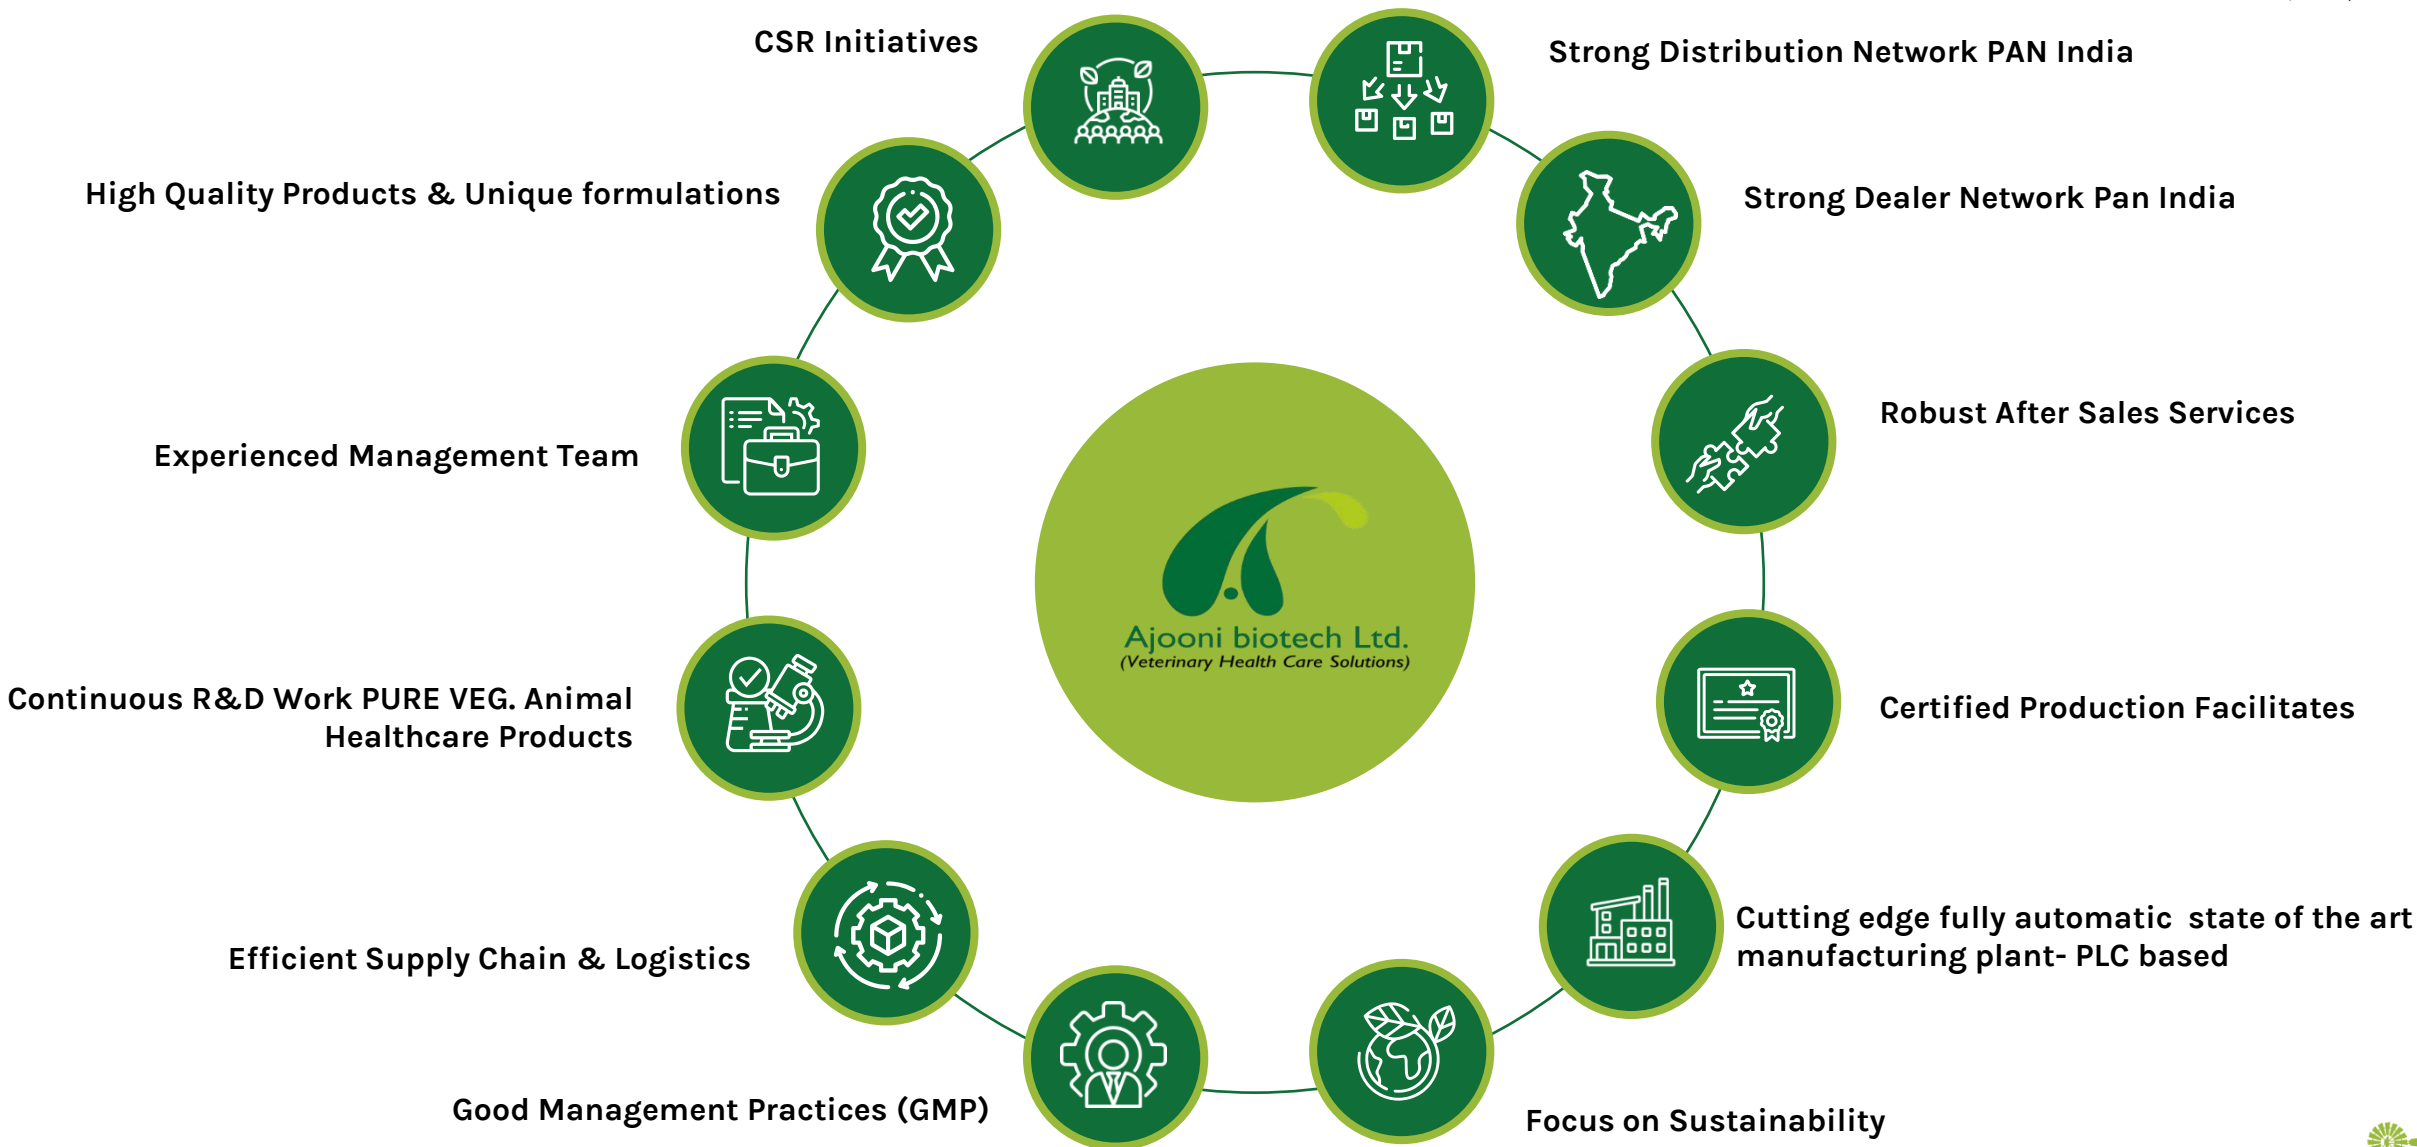 CSR Initiatives
Strong Distribution Network PAN India
High Quality Products & Unique formulations
Strong Dealer Network Pan India
Experienced Management Team
Robust After Sales Services
Ajooni biotech Ltd.
(Veterinary Health Care Solutions)
Continuous R&D Work PURE VEG. Animal
Healthcare Products
Certified Production Facilitates
Efficient Supply Chain & Logistics
Cutting edge fully automatic  state of the art
manufacturing plant- PLC based
Good Management Practices (GMP)
Focus on Sustainability